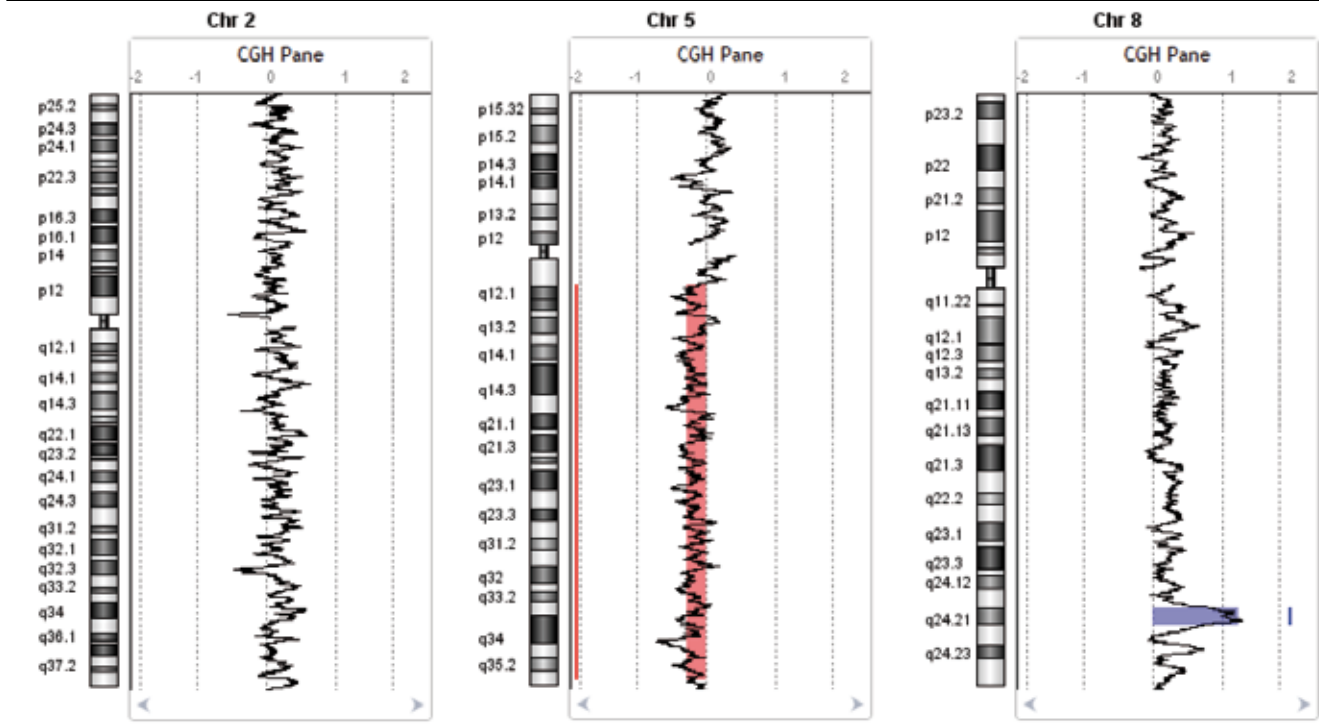 Chr 2
CGH Pane
-2 -1 0 1 2
p25.2
p24.3
p24.1
p22.3
p16.3
p16.1
p14
p12
q12.1
q14.1
q14.3
q22.1
q23.2
q24.1
q24.3
q31.2
q32.1
q32.3
q33.2
q34
q36.1
q37.2
Chr 5
CGH Pane
-2 -1 0 1 2
p15.32
p15.2
p14.3
p14.1
p13.2
p12
q12.1
q13.2
q14.1
q14.3
q21.1
q21.3
q23.1
q23.3
q31.2
q32
q33.2
q34
q35.2
Chr 8
CGH Pane
-2 -1 0 1 2
p23.2
p22
p21.2
p12
q11.22
q12.1
q12.3
q13.2
q21.11
q21.13
q21.3
q22.2
q23.1
q23.3
q24.12
q24.21
q24.23